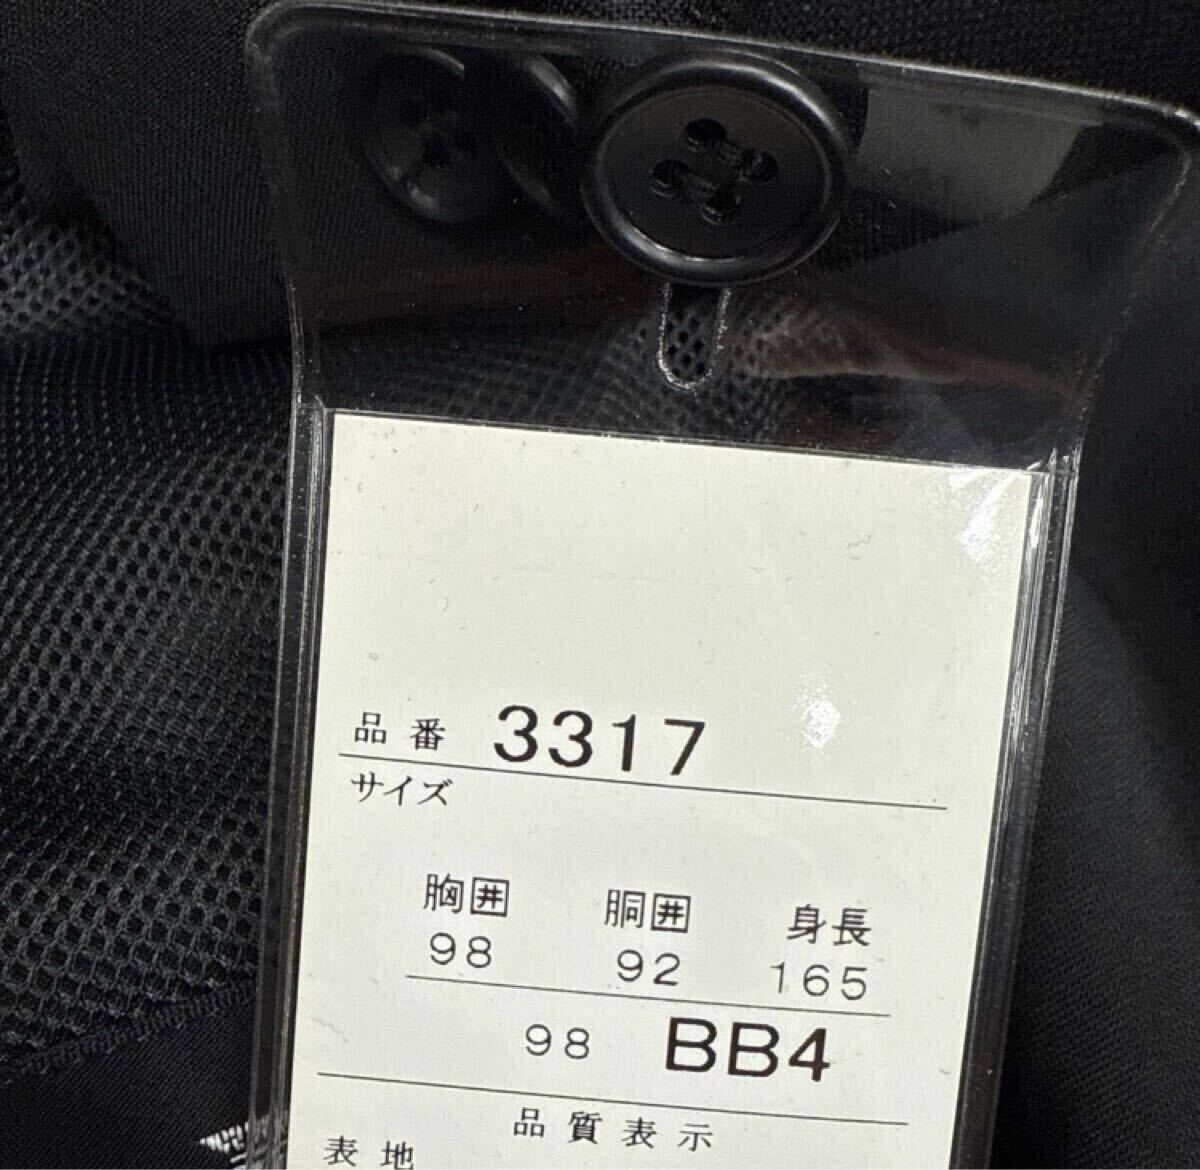 品番 3317
サイズ
胸囲 胴囲 身長
98 92 165
98 BB4
品質表示
表地